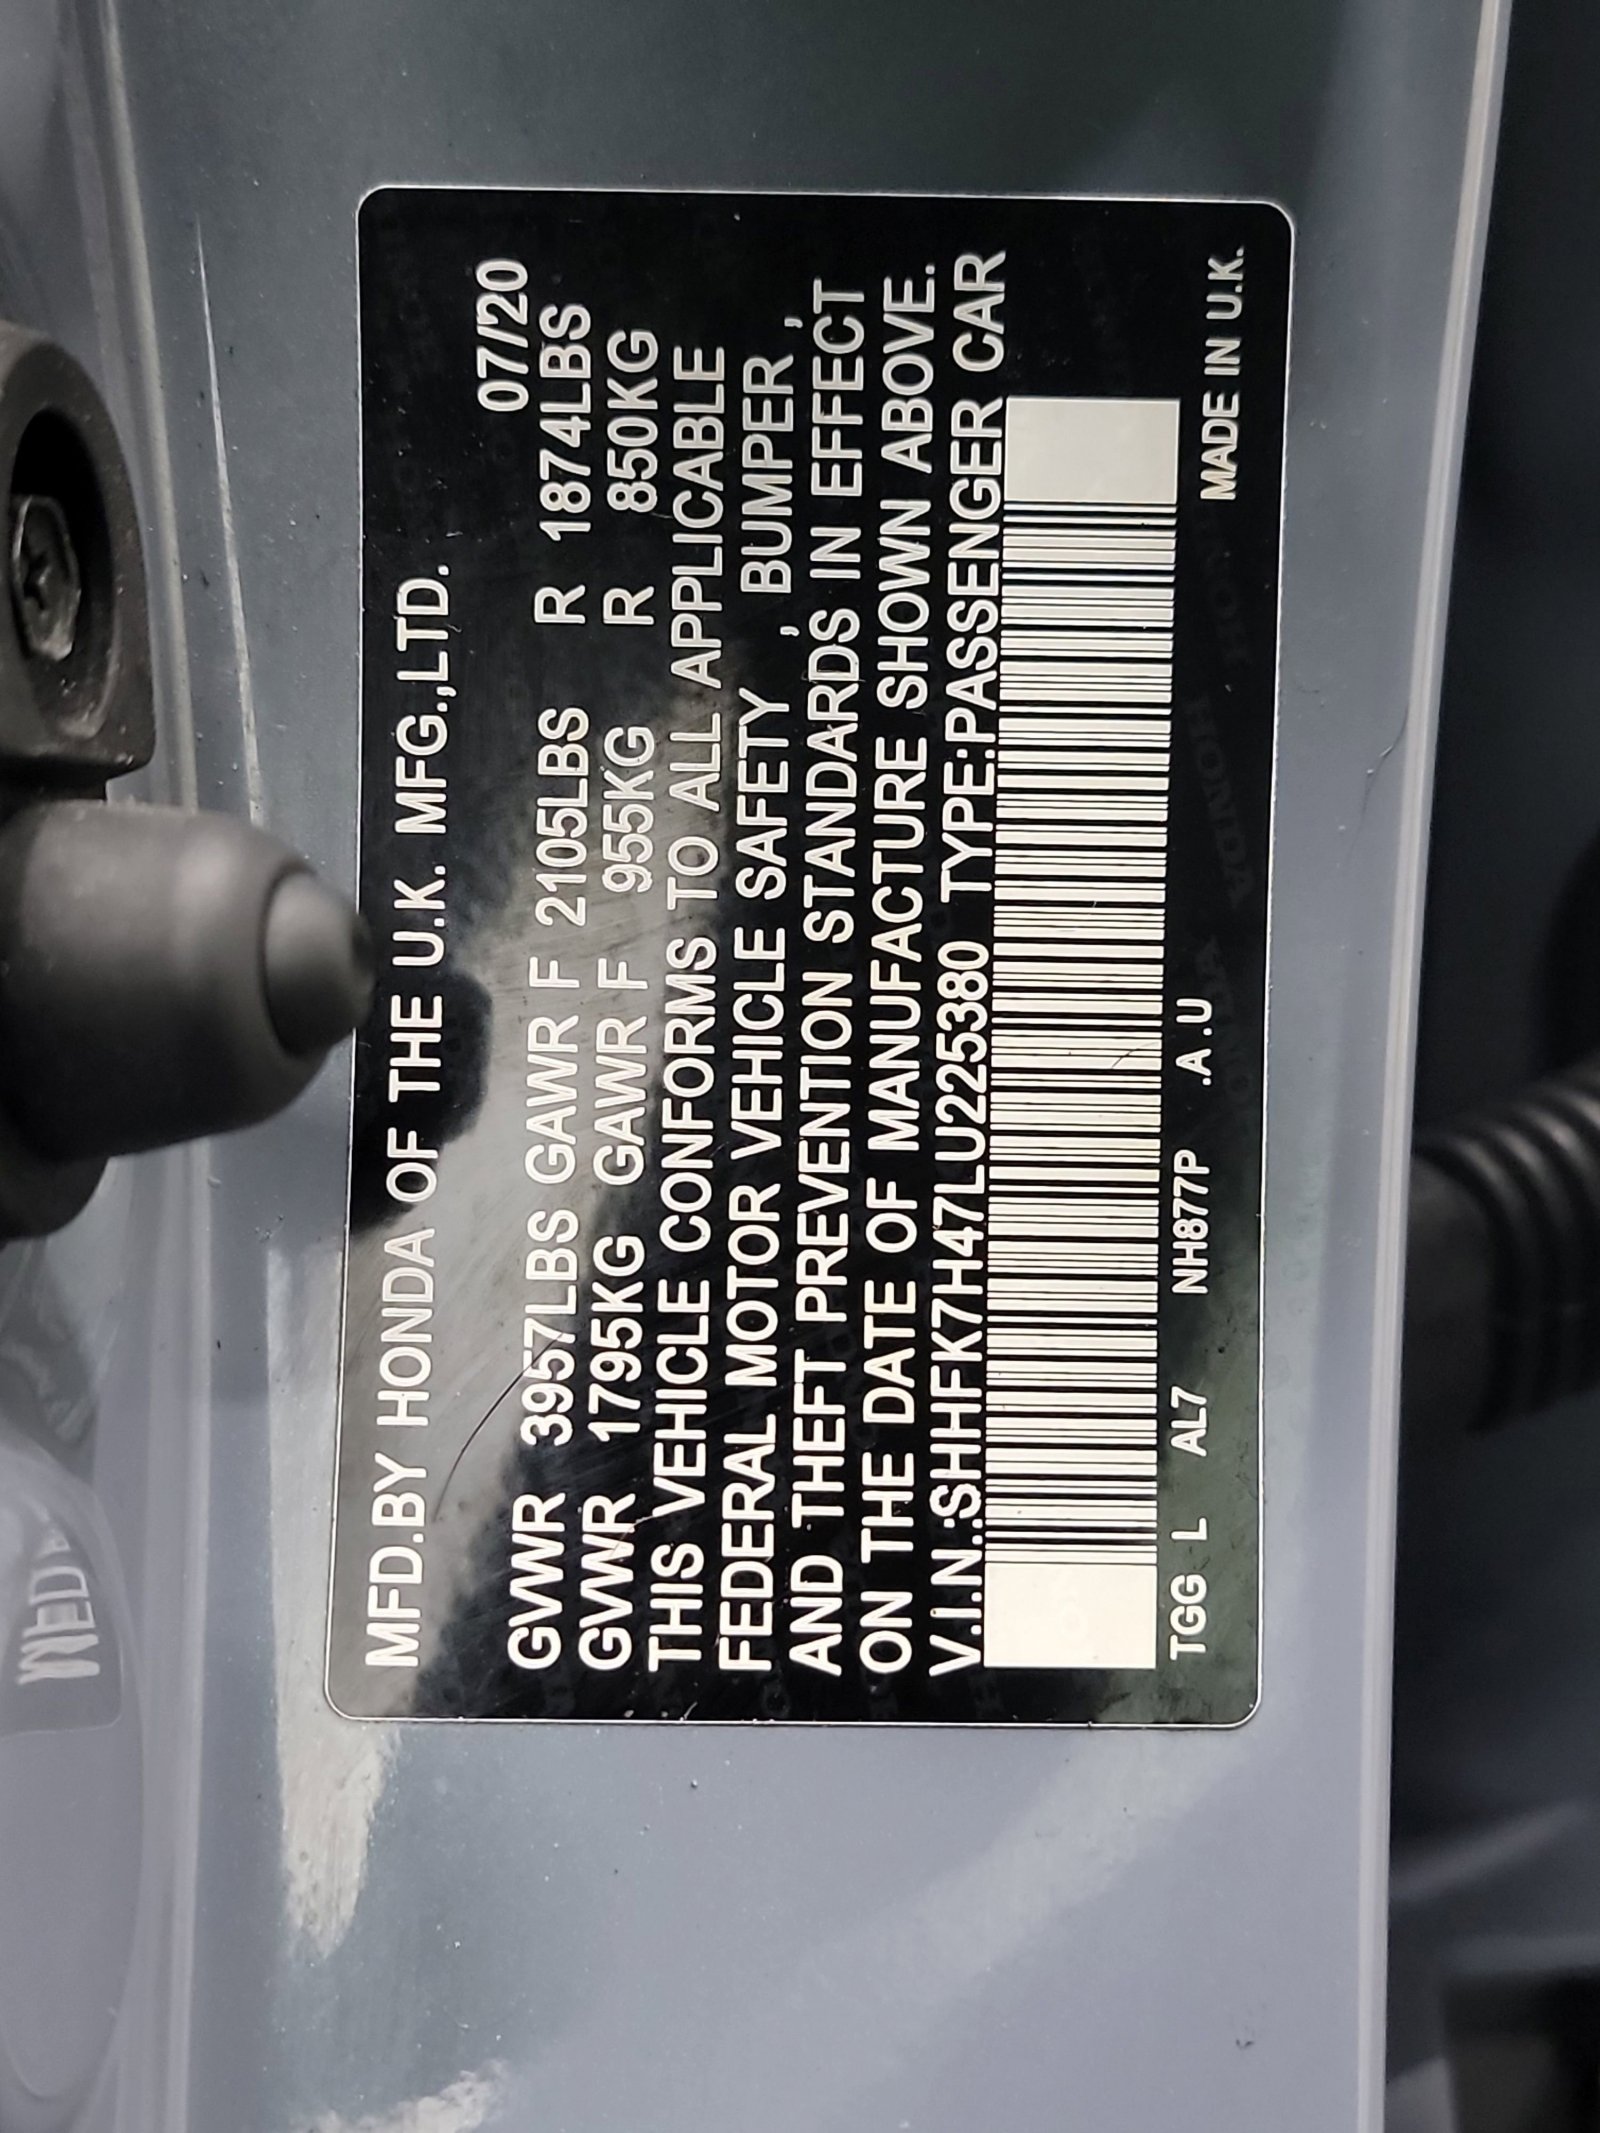 MFD.BY HONDA OF THE U.K. MFG.,LTD.
07/20
GVWR 3957LBS GAWR F 2105LBS R 1874LBS
GVWR 1795KG GAWR F 955KG R 850KG
THIS VEHICLE CONFORMS TO ALL APPLICABLE
FEDERAL MOTOR VEHICLE SAFETY , BUMPER ,
AND THEFT PREVENTION STANDARDS IN EFFECT
ON THE DATE OF MANUFACTURE SHOWN ABOVE.
V.I.N.:SHHFK7H47LU225380 TYPE:PASSENGER CAR
TGG L AL7 NH877P .A.U MADE IN U.K.